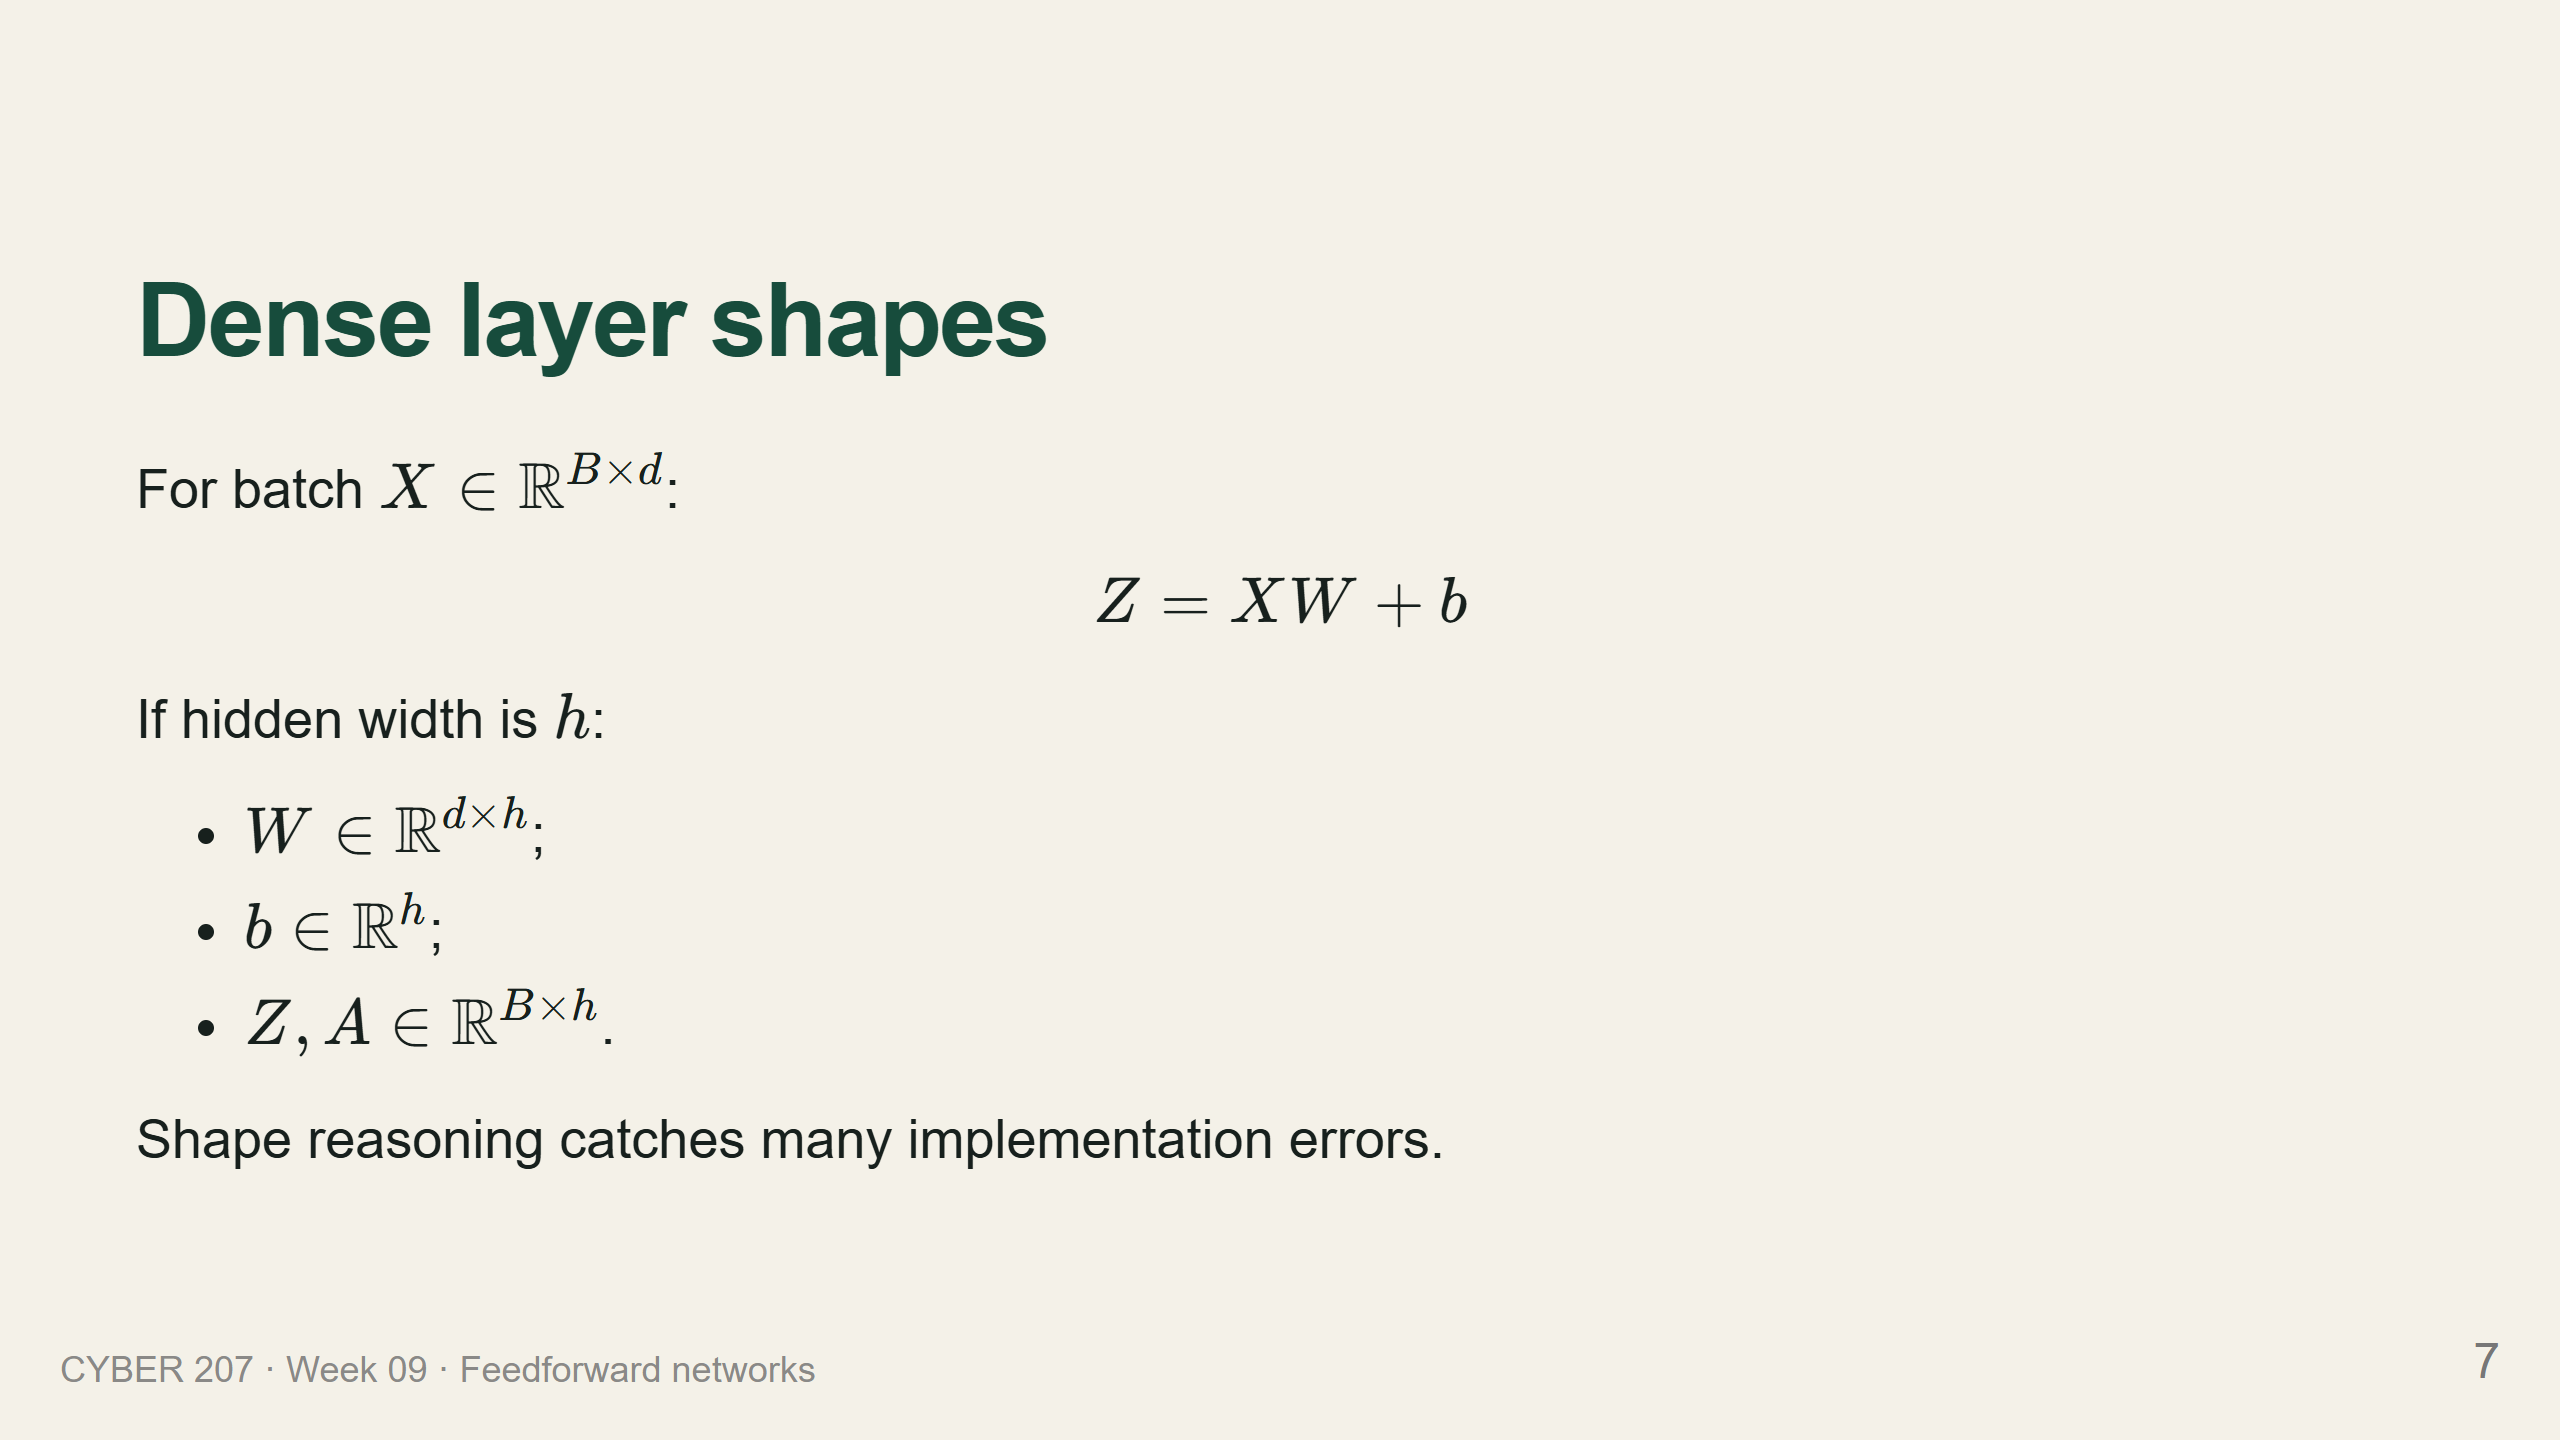 Dense layer shapes
For batch X ∈ ℝ^{B×d}:
Z = XW + b
If hidden width is h:
• W ∈ ℝ^{d×h};
• b ∈ ℝ^{h};
• Z, A ∈ ℝ^{B×h}.
Shape reasoning catches many implementation errors.
CYBER 207 · Week 09 · Feedforward networks
7